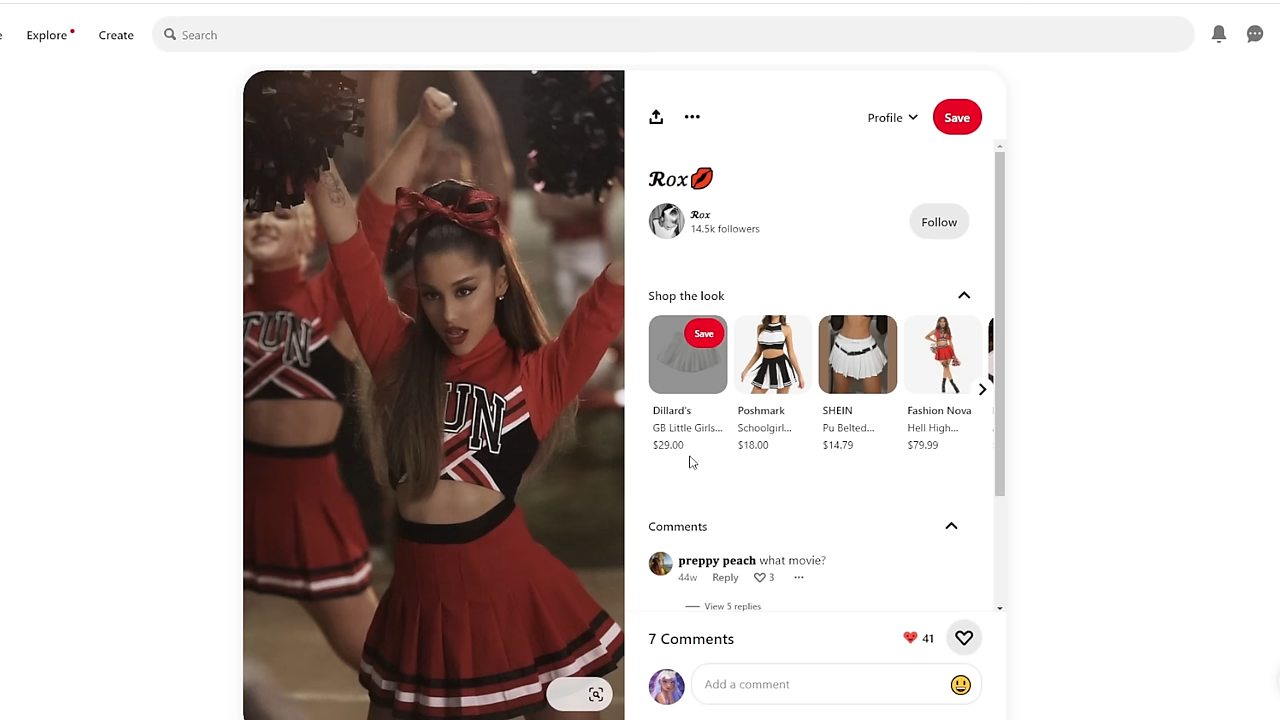 e
Explore
Create
Search
Profile
Save
Rox💋
Rox
14.5k followers
Follow
Shop the look
Save
Dillard's
GB Little Girls...
$29.00
Poshmark
Schoolgirl...
$18.00
SHEIN
Pu Belted...
$14.79
Fashion Nova
Hell High...
$79.99
Comments
preppy peach what movie?
44w
Reply
3
View 5 replies
7 Comments
41
Add a comment
TUN
UN